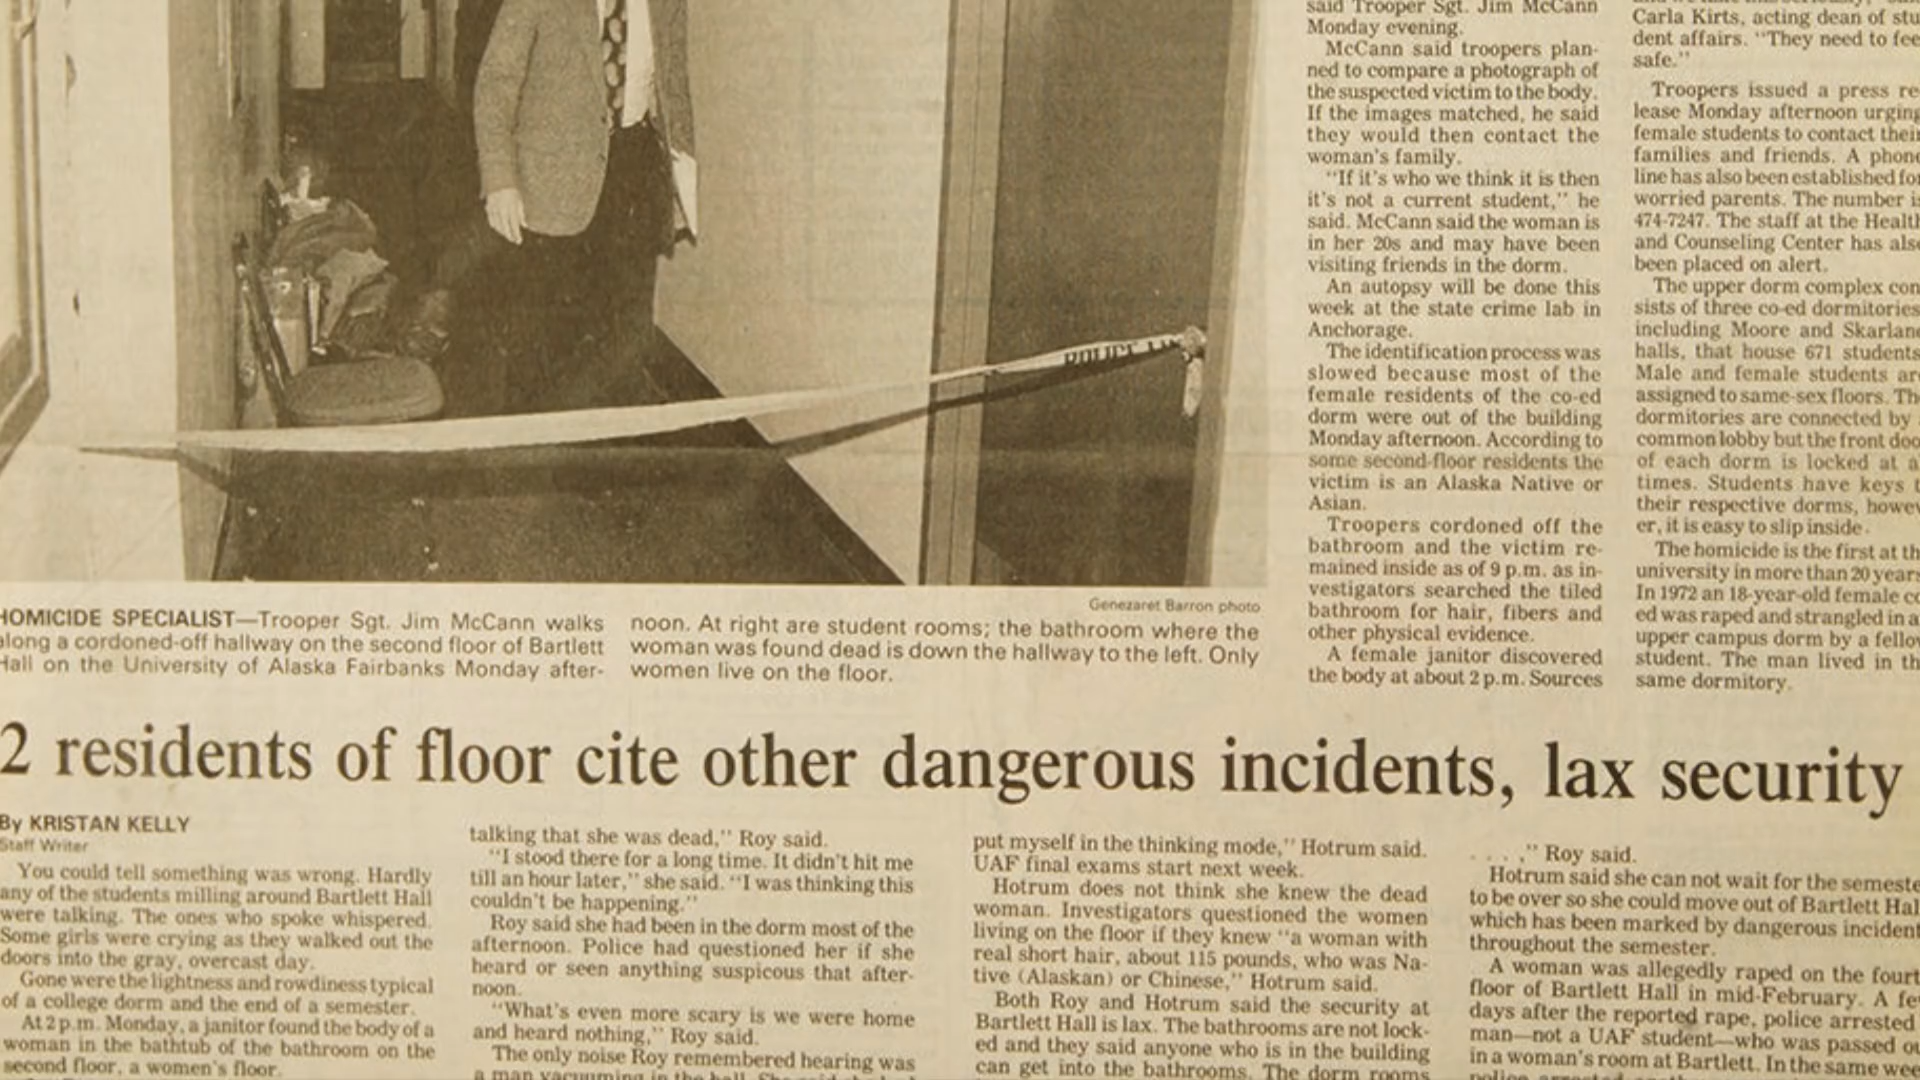 POLICE LI
said Trooper Sgt. Jim McCann
Monday evening.
McCann said troopers plan-
ned to compare a photograph of
the suspected victim to the body.
If the images matched, he said
they would then contact the
woman's family.
"If it's who we think it is then
it's not a current student," he
said. McCann said the woman is
in her 20s and may have been
visiting friends in the dorm.
An autopsy will be done this
week at the state crime lab in
Anchorage.
The identification process was
slowed because most of the
female residents of the co-ed
dorm were out of the building
Monday afternoon. According to
some second-floor residents the
victim is an Alaska Native or
Asian.
Troopers cordoned off the
bathroom and the victim re-
mained inside as of 9 p.m. as in-
vestigators searched the tiled
bathroom for hair, fibers and
other physical evidence.
A female janitor discovered
the body at about 2 p.m. Sources
Carla Kirts, acting dean of stu
dent affairs. "They need to fee
safe."
Troopers issued a press re-
lease Monday afternoon urging
female students to contact their
families and friends. A phone
line has also been established for
worried parents. The number is
474-7247. The staff at the Health
and Counseling Center has also
been placed on alert.
The upper dorm complex con
sists of three co-ed dormitories
including Moore and Skarland
halls, that house 671 students
Male and female students are
assigned to same-sex floors. The
dormitories are connected by
common lobby but the front doo
of each dorm is locked at a
times. Students have keys t
their respective dorms, howev
er, it is easy to slip inside.
The homicide is the first at th
university in more than 20 years
In 1972 an 18-year-old female co
ed was raped and strangled in a
upper campus dorm by a fellow
student. The man lived in th
same dormitory.
Genezaret Barron photo
HOMICIDE SPECIALIST—Trooper Sgt. Jim McCann walks
along a cordoned-off hallway on the second floor of Bartlett
Hall on the University of Alaska Fairbanks Monday after-
noon. At right are student rooms; the bathroom where the
woman was found dead is down the hallway to the left. Only
women live on the floor.
2 residents of floor cite other dangerous incidents, lax security
By KRISTAN KELLY
Staff Writer
You could tell something was wrong. Hardly
any of the students milling around Bartlett Hall
were talking. The ones who spoke whispered.
Some girls were crying as they walked out the
doors into the gray, overcast day.
Gone were the lightness and rowdiness typical
of a college dorm and the end of a semester.
At 2 p.m. Monday, a janitor found the body of a
woman in the bathtub of the bathroom on the
second floor, a women's floor.
talking that she was dead," Roy said.
"I stood there for a long time. It didn't hit me
till an hour later," she said. "I was thinking this
couldn't be happening."
Roy said she had been in the dorm most of the
afternoon. Police had questioned her if she
heard or seen anything suspicous that after-
noon.
"What's even more scary is we were home
and heard nothing," Roy said.
The only noise Roy remembered hearing was
a man vacuuming in the hall. She said
put myself in the thinking mode," Hotrum said.
UAF final exams start next week.
Hotrum does not think she knew the dead
woman. Investigators questioned the women
living on the floor if they knew "a woman with
real short hair, about 115 pounds, who was Na-
tive (Alaskan) or Chinese," Hotrum said.
Both Roy and Hotrum said the security at
Bartlett Hall is lax. The bathrooms are not lock-
ed and they said anyone who is in the building
can get into the bathrooms. The dorm rooms
. . . ," Roy said.
Hotrum said she can not wait for the semeste
to be over so she could move out of Bartlett Hal
which has been marked by dangerous incident
throughout the semester.
A woman was allegedly raped on the fourt
floor of Bartlett Hall in mid-February. A fe
days after the reported rape, police arrested
man—not a UAF student—who was passed ou
in a woman's room at Bartlett. In the same wee
police arrested